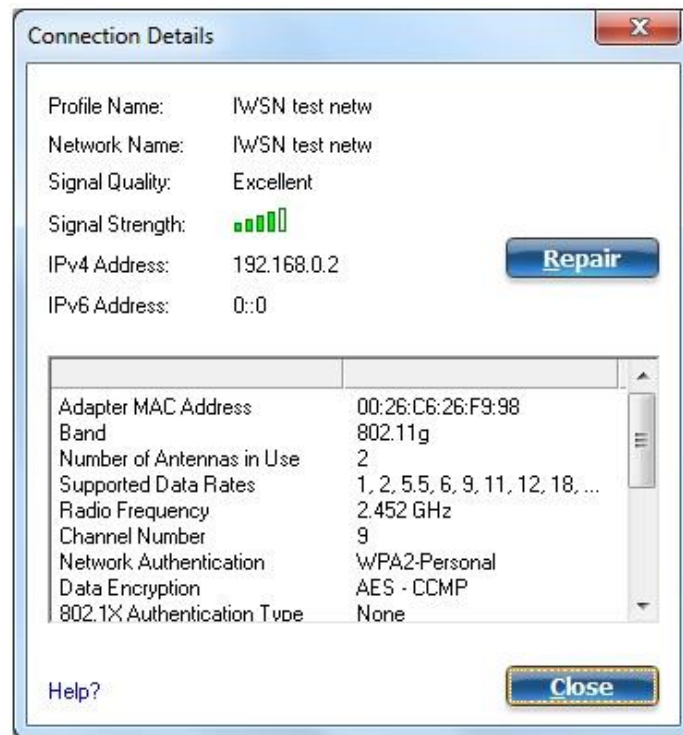 Connection Details
X
Profile Name: IWSN test netw
Network Name: IWSN test netw
Signal Quality: Excellent
Signal Strength:
IPv4 Address: 192.168.0.2
Repair
IPv6 Address: 0::0
Adapter MAC Address 00:26:C6:26:F9:98
Band 802.11g
Number of Antennas in Use 2
Supported Data Rates 1, 2, 5.5, 6, 9, 11, 12, 18, ...
Radio Frequency 2.452 GHz
Channel Number 9
Network Authentication WPA2-Personal
Data Encryption AES - CCMP
802.1X Authentication Type None
Help?
Close